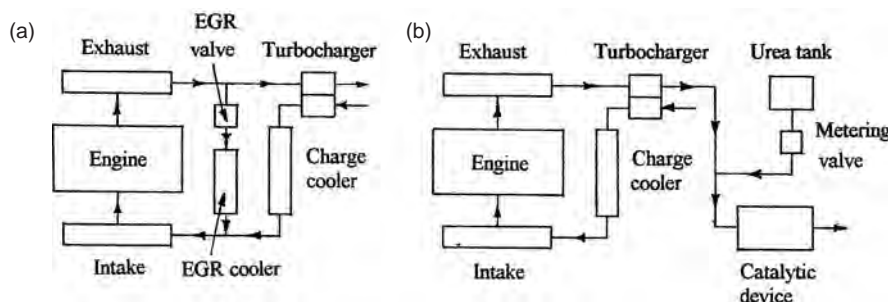 (a)
Exhaust
EGR
valve
Turbocharger
Engine
Charge
cooler
Intake
EGR cooler
(b)
Exhaust
Turbocharger
Urea tank
Engine
Charge
cooler
Metering
valve
Intake
Catalytic
device